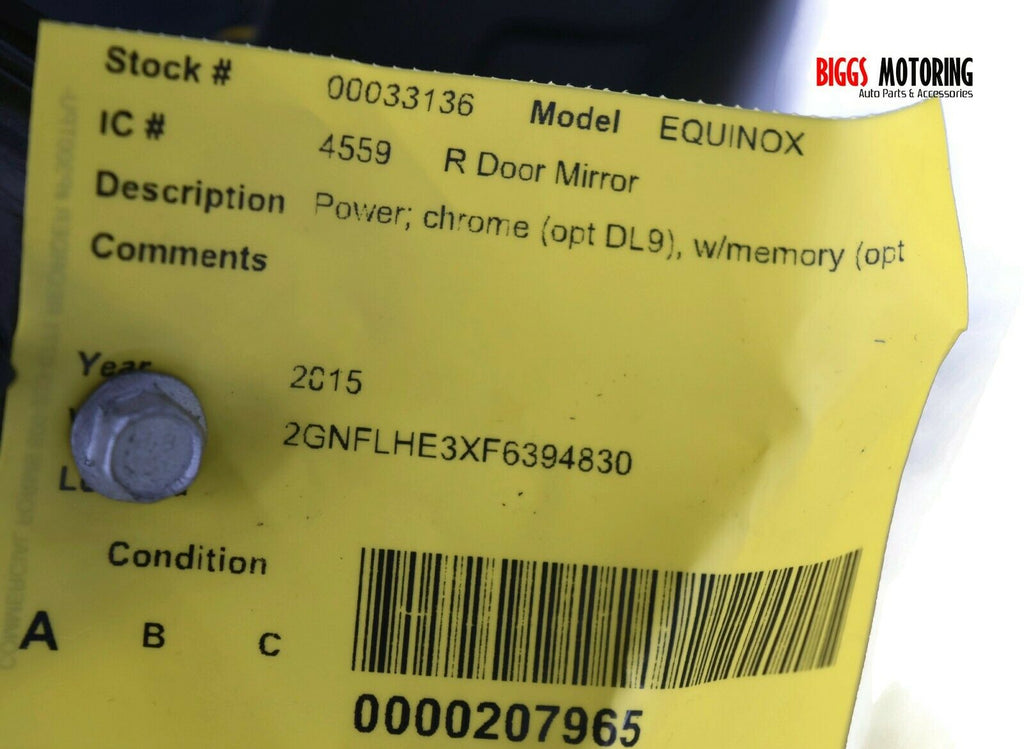 BIGGS MOTORING
Auto Parts & Accessories
Stock # 00033136 Model EQUINOX
IC # 4559 R Door Mirror
Description Power; chrome (opt DL9), w/memory (opt
Comments
Year 2015
2GNFLHE3XF6394830
Condition
A B C
0000207965